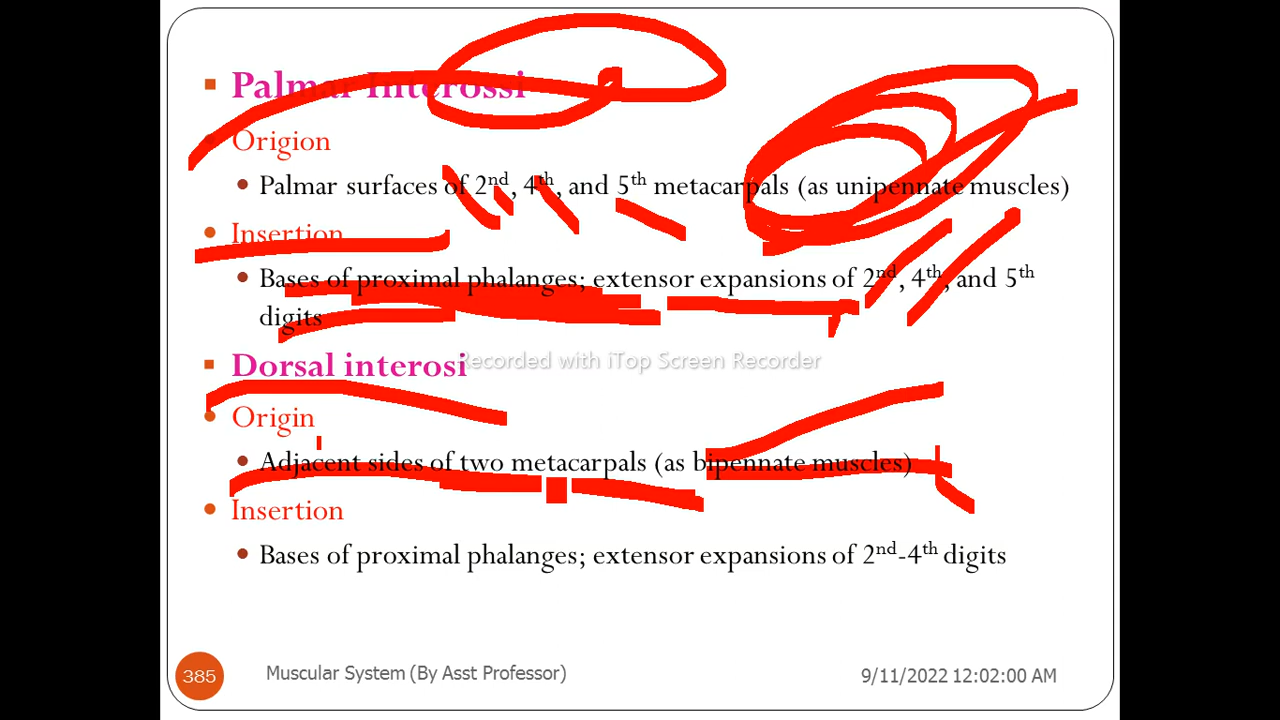 Palmar Interossi
Origion
Palmar surfaces of 2nd, 4th, and 5th metacarpals (as unipennate muscles)
Insertion
Bases of proximal phalanges; extensor expansions of 2nd, 4th, and 5th
digits
Dorsal interosi
Recorded with iTop Screen Recorder
Origin
Adjacent sides of two metacarpals (as bipennate muscles)
Insertion
Bases of proximal phalanges; extensor expansions of 2nd-4th digits
385
Muscular System (By Asst Professor)
9/11/2022 12:02:00 AM